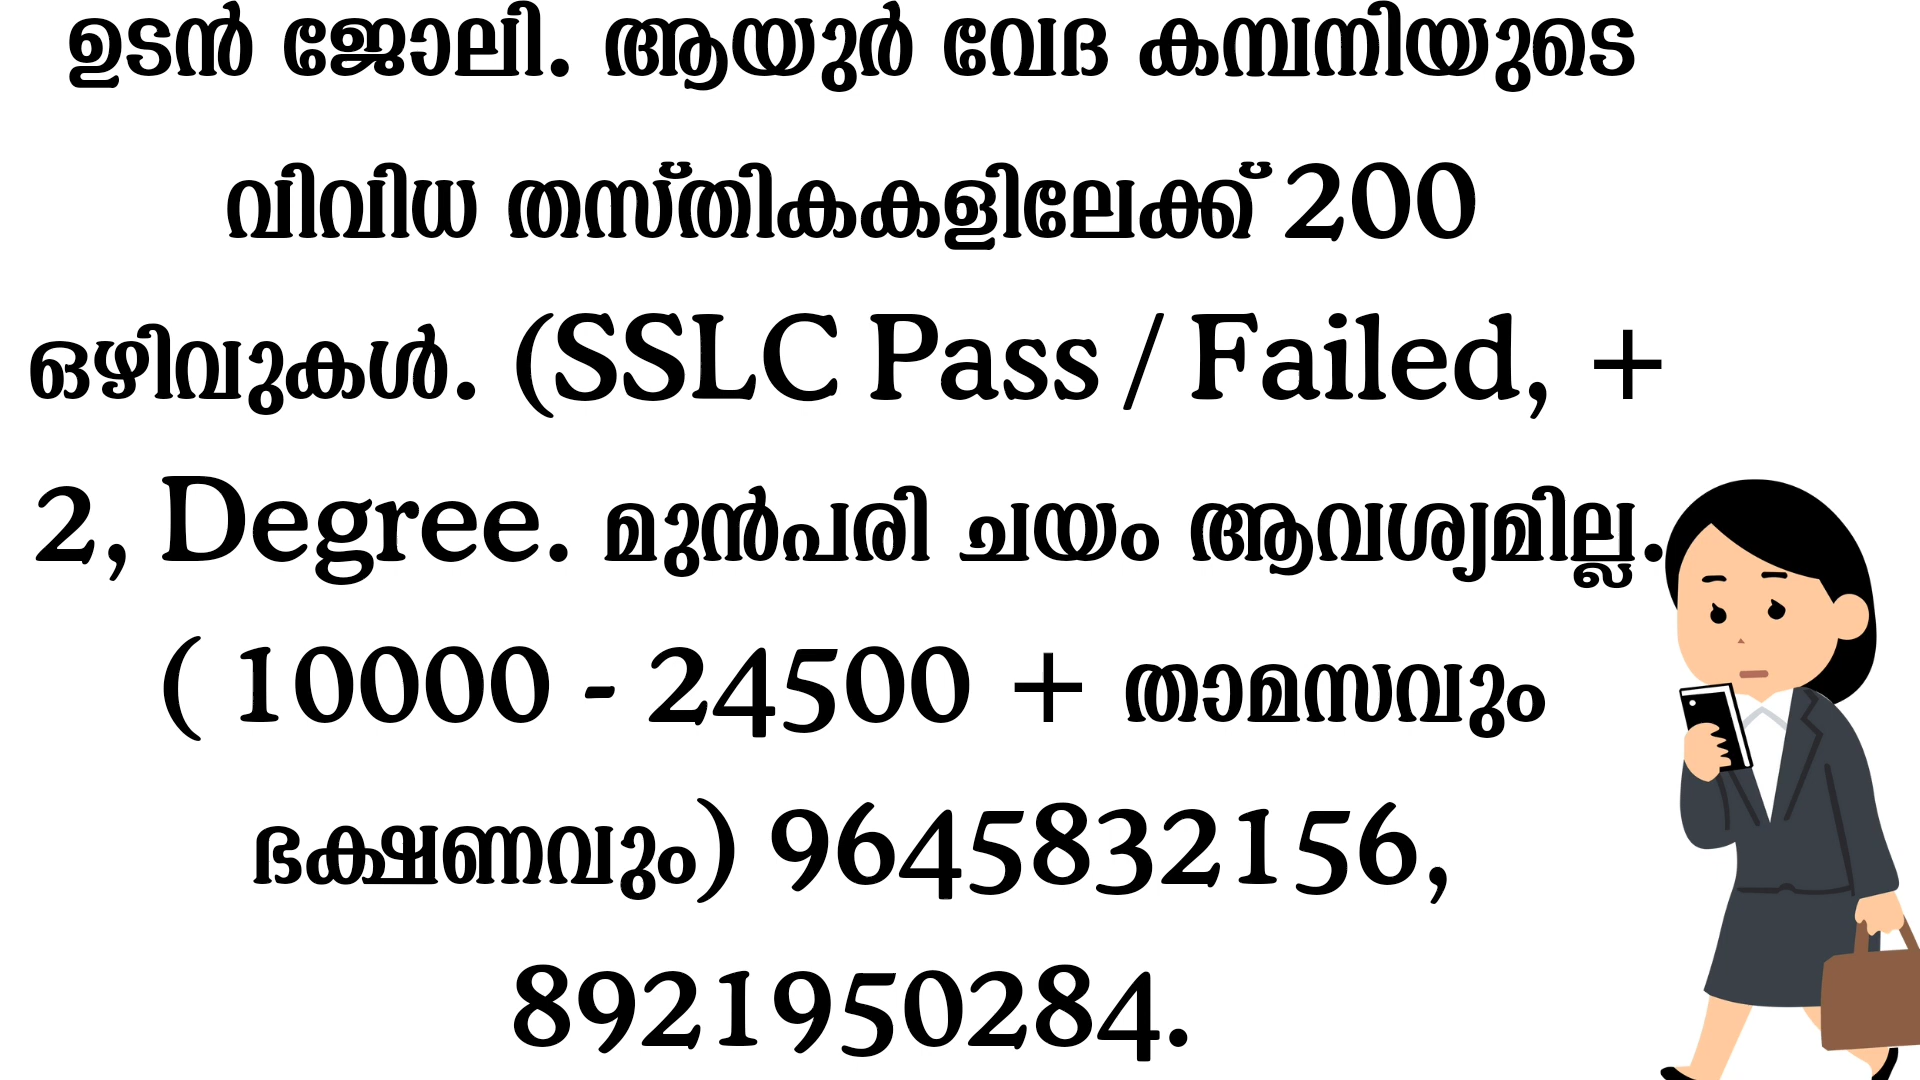 ഉടൻ ജോലി. ആയുർ വേദ കമ്പനിയുടെ
വിവിധ തസ്തികകളിലേക്ക് 200
ഒഴിവുകൾ. (SSLC Pass / Failed, +
2, Degree. മുൻപരി ചയം ആവശ്യമില്ല.
( 10000 - 24500 + താമസവും
ഭക്ഷണവും) 9645832156,
8921950284.